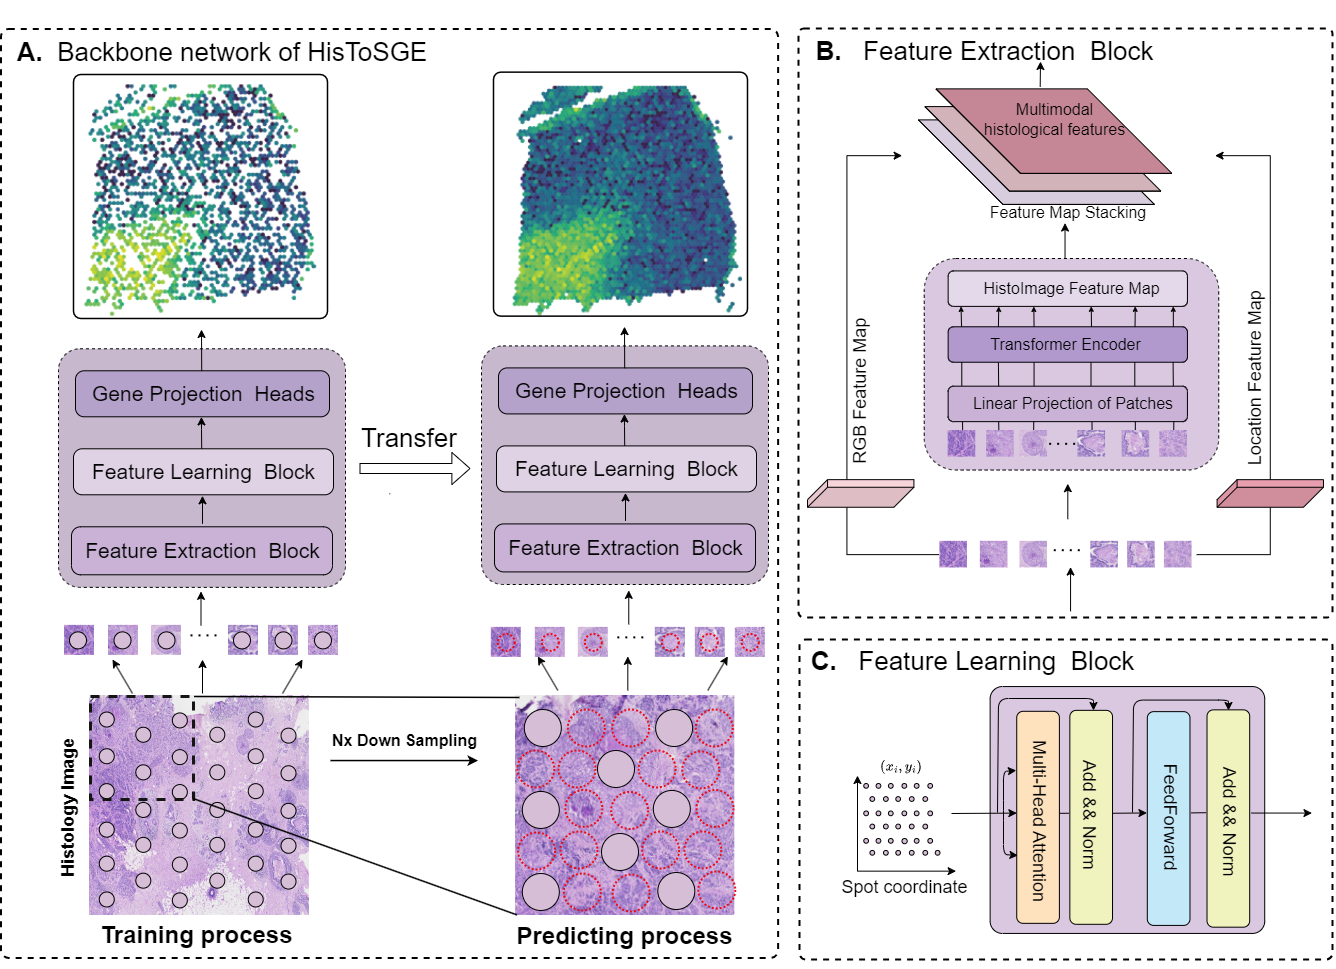 A. Backbone network of HisToSGE
Gene Projection Heads
Feature Learning Block
Feature Extraction Block
Transfer
Gene Projection Heads
Feature Learning Block
Feature Extraction Block
Histology Image
Nx Down Sampling
Training process
Predicting process
B. Feature Extraction Block
Multimodal
histological features
Feature Map Stacking
HistoImage Feature Map
Transformer Encoder
Linear Projection of Patches
RGB Feature Map
Location Feature Map
C. Feature Learning Block
(xᵢ, yᵢ)
Spot coordinate
Multi-Head Attention
Add && Norm
FeedForward
Add && Norm